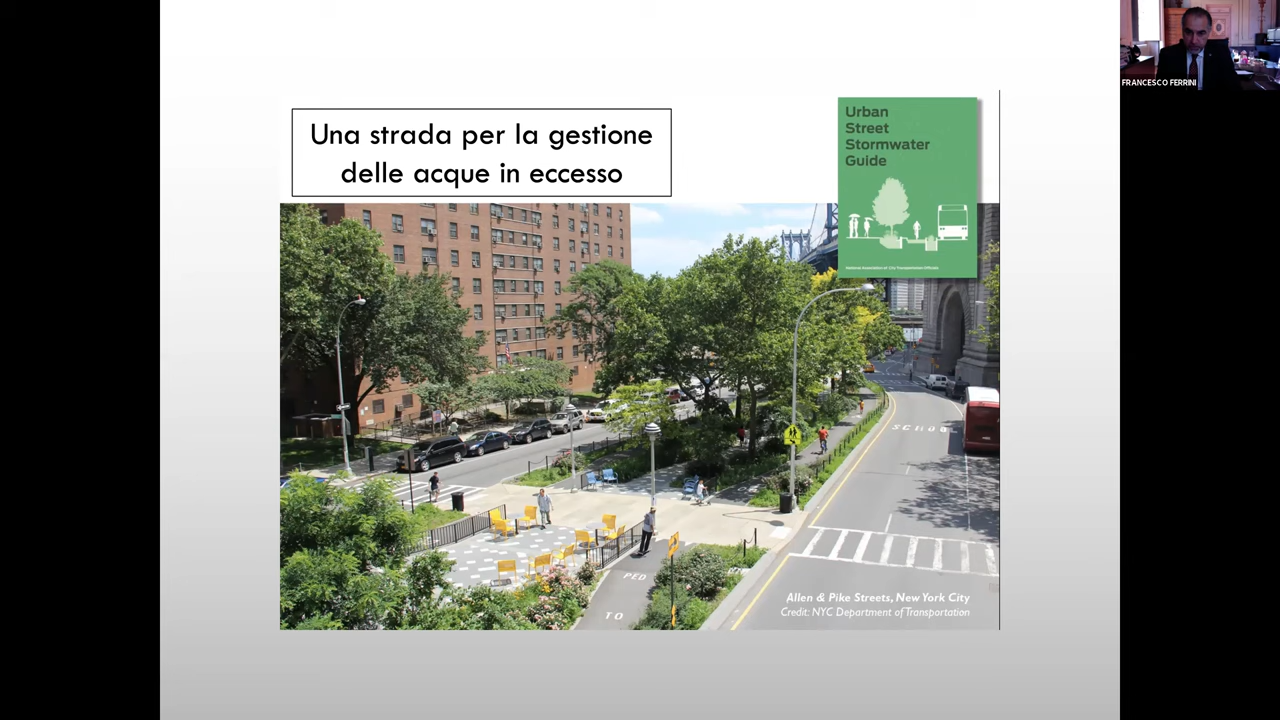 Una strada per la gestione
delle acque in eccesso
Urban
Street
Stormwater
Guide
National Association of City Transportation Officials
FRANCESCO FERRINI
SCHOOL
PED
TO
Allen & Pike Streets, New York City
Credit: NYC Department of Transportation